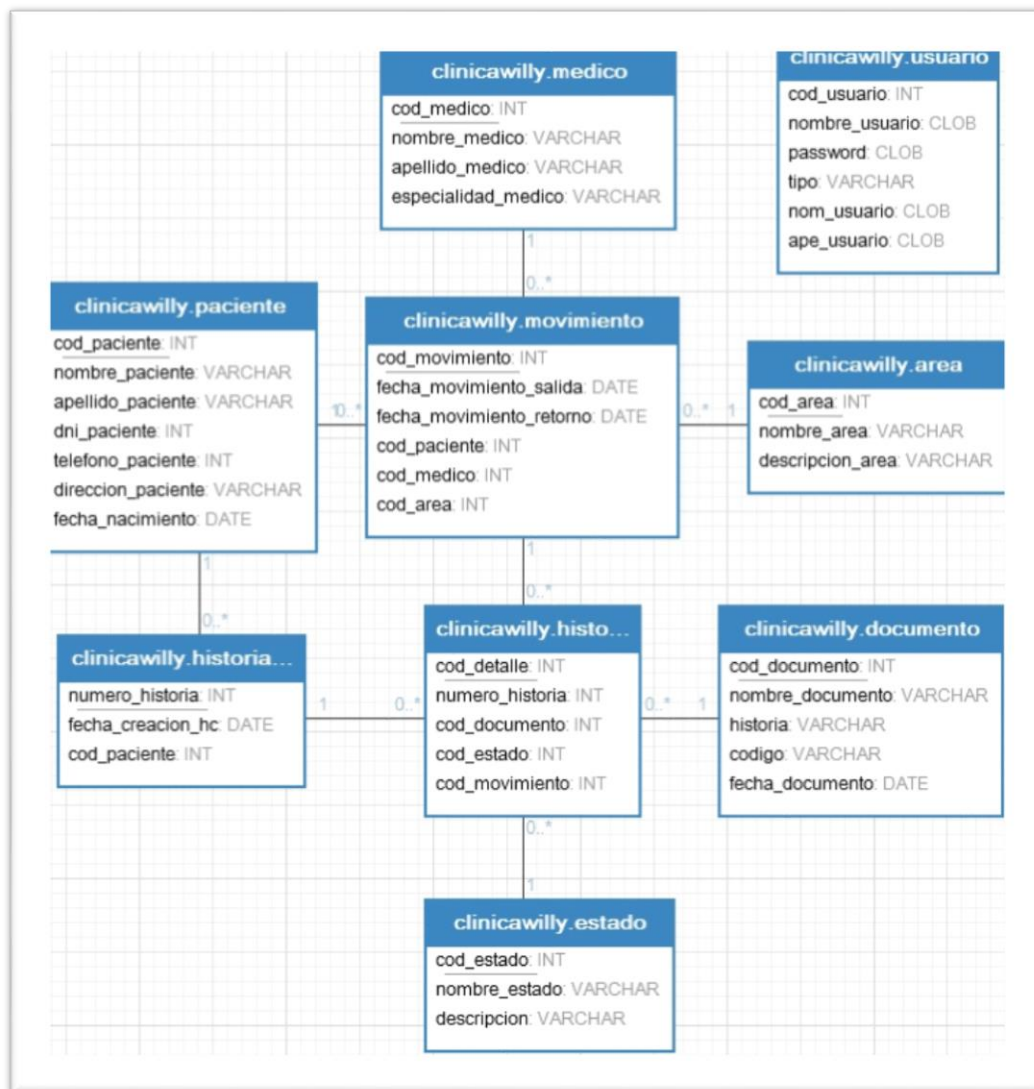 clinicawilly.medico
cod_medico: INT
nombre_medico: VARCHAR
apellido_medico: VARCHAR
especialidad_medico: VARCHAR
clinicawilly.usuario
cod_usuario: INT
nombre_usuario: CLOB
password: CLOB
tipo: VARCHAR
nom_usuario: CLOB
ape_usuario: CLOB
1
0..*
clinicawilly.paciente
cod_paciente: INT
nombre_paciente: VARCHAR
apellido_paciente: VARCHAR
dni_paciente: INT
telefono_paciente: INT
direccion_paciente: VARCHAR
fecha_nacimiento: DATE
1 0..*
clinicawilly.movimiento
cod_movimiento: INT
fecha_movimiento_salida: DATE
fecha_movimiento_retorno: DATE
cod_paciente: INT
cod_medico: INT
cod_area: INT
0..* 1
clinicawilly.area
cod_area: INT
nombre_area: VARCHAR
descripcion_area: VARCHAR
1
0..*
1
0..*
clinicawilly.historia...
numero_historia: INT
fecha_creacion_hc: DATE
cod_paciente: INT
1 0..*
clinicawilly.histo...
cod_detalle: INT
numero_historia: INT
cod_documento: INT
cod_estado: INT
cod_movimiento: INT
0..* 1
clinicawilly.documento
cod_documento: INT
nombre_documento: VARCHAR
historia: VARCHAR
codigo: VARCHAR
fecha_documento: DATE
0..*
1
clinicawilly.estado
cod_estado: INT
nombre_estado: VARCHAR
descripcion: VARCHAR